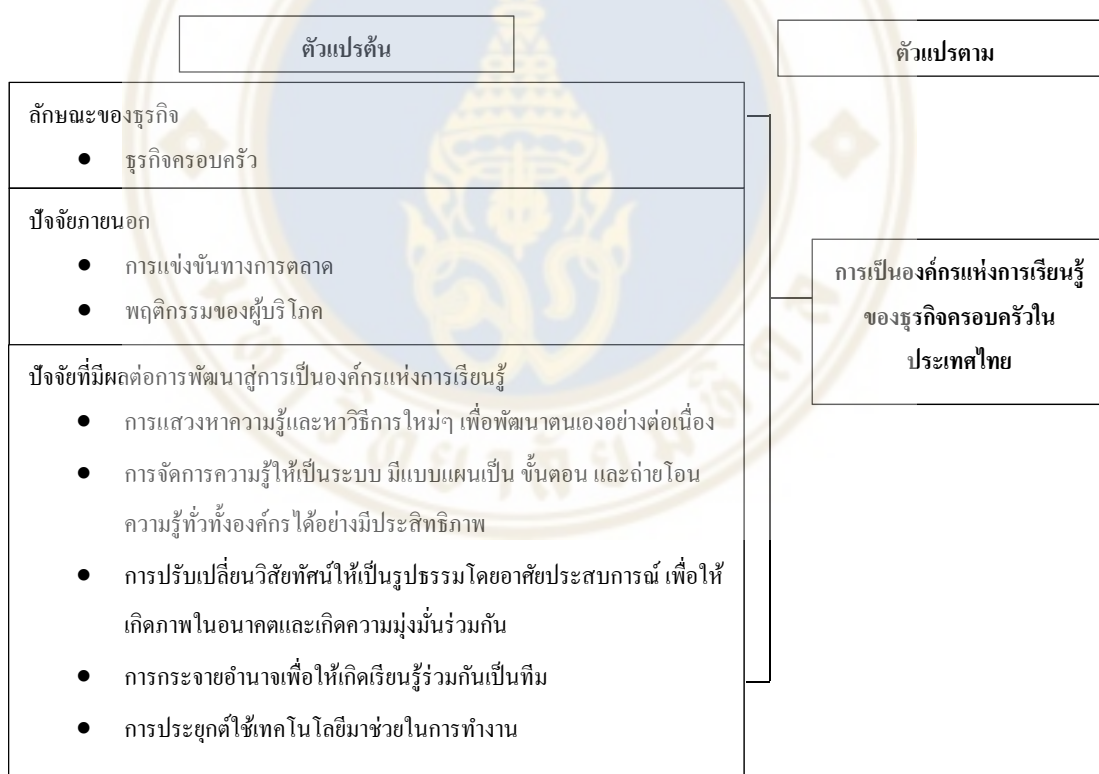 ตัวแปรต้น
ตัวแปรตาม
ลักษณะของธุรกิจ
● ธุรกิจครอบครัว
ปัจจัยภายนอก
● การแข่งขันทางการตลาด
● พฤติกรรมของผู้บริโภค
ปัจจัยที่มีผลต่อการพัฒนาสู่การเป็นองค์กรแห่งการเรียนรู้
● การแสวงหาความรู้และหาวิธีการใหม่ๆ เพื่อพัฒนาตนเองอย่างต่อเนื่อง
● การจัดการความรู้ให้เป็นระบบ มีแบบแผนเป็น ขั้นตอน และถ่ายโอน
ความรู้ทั่วทั้งองค์กรได้อย่างมีประสิทธิภาพ
● การปรับเปลี่ยนวิสัยทัศน์ให้เป็นรูปธรรมโดยอาศัยประสบการณ์ เพื่อให้
เกิดภาพในอนาคตและเกิดความมุ่งมั่นร่วมกัน
● การกระจายอำนาจเพื่อให้เกิดเรียนรู้ร่วมกันเป็นทีม
● การประยุกต์ใช้เทคโนโลยีมาช่วยในการทำงาน
การเป็นองค์กรแห่งการเรียนรู้
ของธุรกิจครอบครัวใน
ประเทศไทย